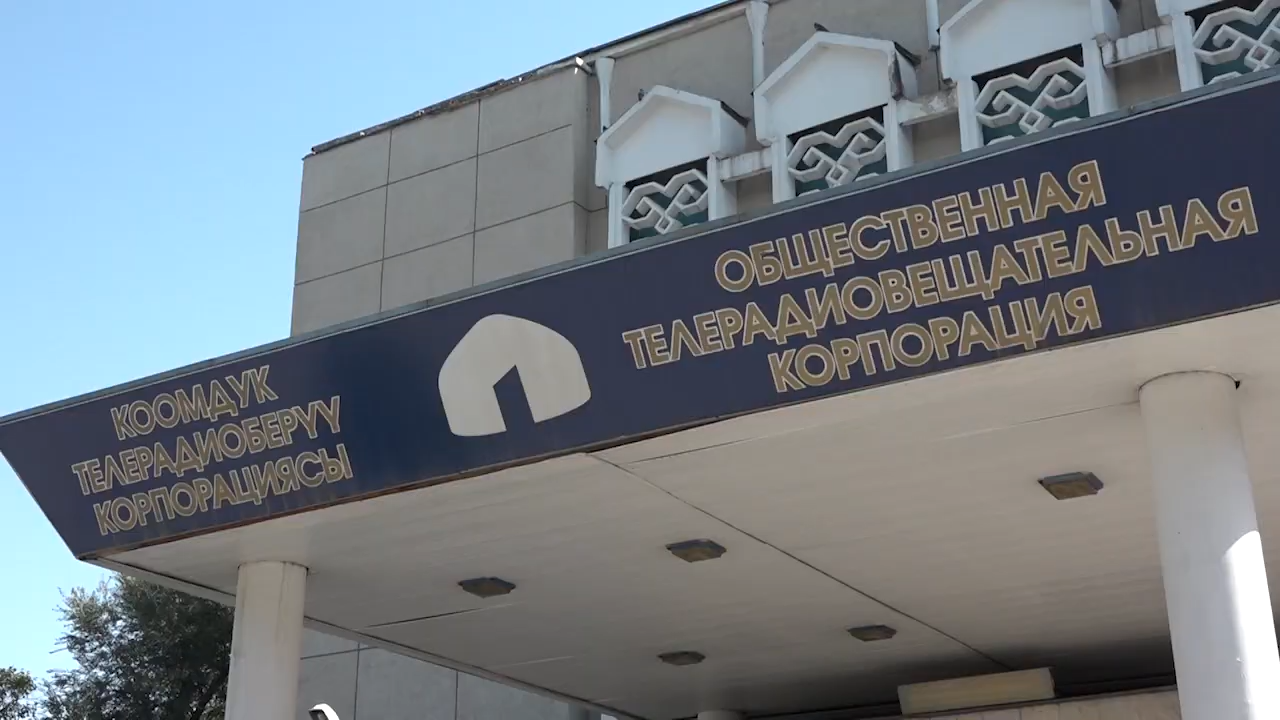 КООМДУК
ТЕЛЕРАДИОБЕРҮҮ
КОРПОРАЦИЯСЫ
ОБЩЕСТВЕННАЯ
ТЕЛЕРАДИОВЕЩАТЕЛЬНАЯ
КОРПОРАЦИЯ